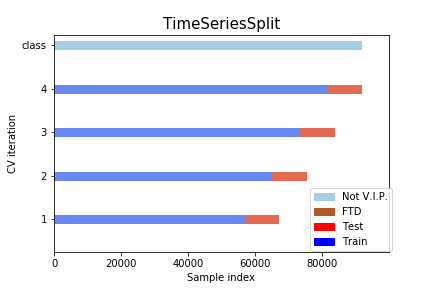 TimeSeriesSplit
CV iteration
class
4
3
2
1
Not V.I.P.
FTD
Test
Train
0 20000 40000 60000 80000
Sample index